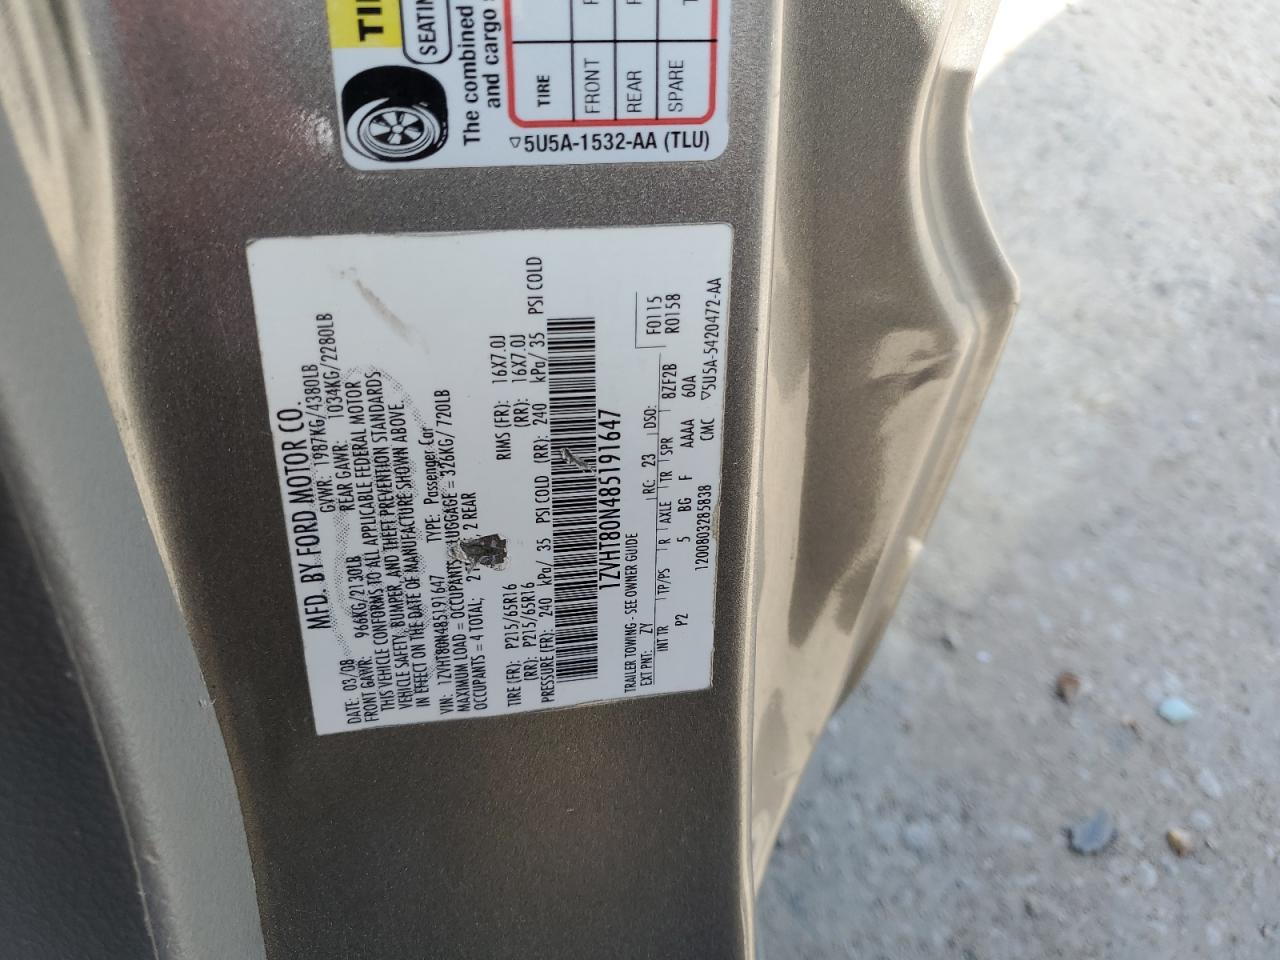 TI
SEATIN
The combined
and cargo
TIRE
FRONT
REAR
SPARE
5U5A-1532-AA (TLU)
MFD. BY FORD MOTOR CO.
DATE: 03/08 GVWR: 1987KG/4380LB
FRONT GAWR: 966KG/2130LB REAR GAWR: 1034KG/2280LB
THIS VEHICLE CONFORMS TO ALL APPLICABLE FEDERAL MOTOR
VEHICLE SAFETY, BUMPER, AND THEFT PREVENTION STANDARDS
IN EFFECT ON THE DATE OF MANUFACTURE SHOWN ABOVE.
VIN: 1ZVHT80N485191647 TYPE: Passenger Car
MAXIMUM LOAD = OCCUPANTS + LUGGAGE = 326KG/ 720LB
OCCUPANTS = 4 TOTAL; 2 2 REAR
TIRE (FR): P215/65R16 RIMS (FR): 16X7.0J
(RR): P215/65R16 (RR): 16X7.0J
PRESSURE (FR): 240 kPa/ 35 PSI COLD (RR): 240 kPa/ 35 PSI COLD
1ZVHT80N485191647
TRAILER TOWING - SEE OWNER GUIDE
EXT PNT: ZY RC: 23 DSO: F0115
R0158
INT TR TP/PS R AXLE TR SPR 8ZF2B
P2 5 BG F AAAA 60A
1200803285838 CMC 5U5A-5420472-AA